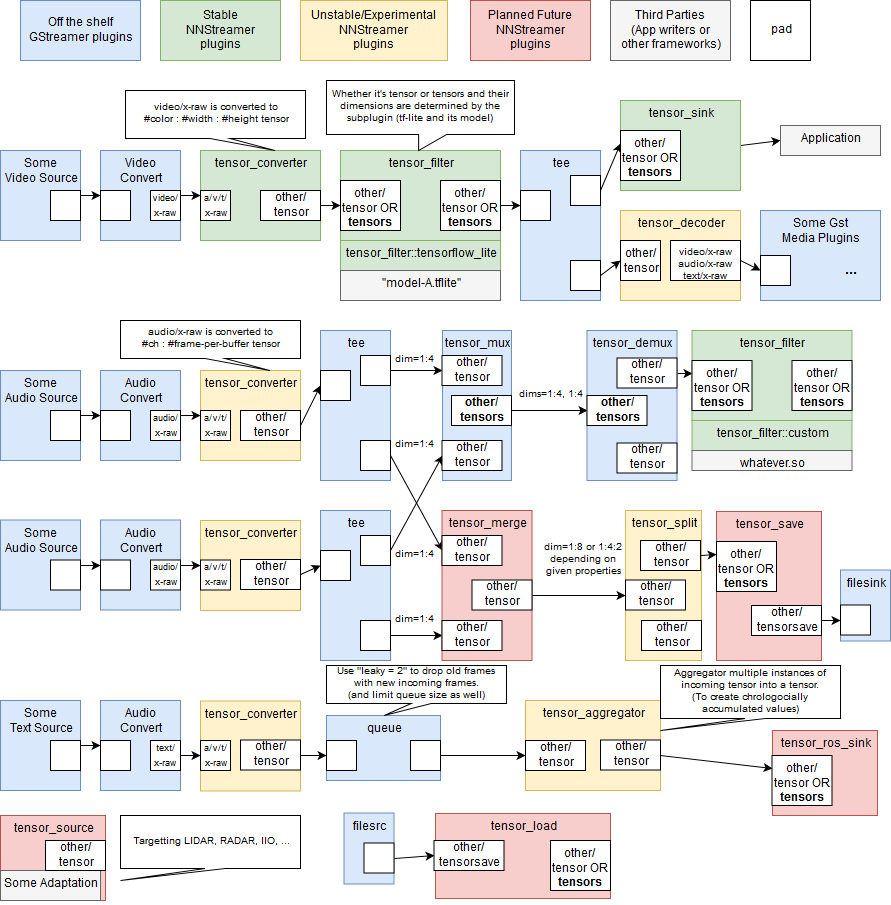 Off the shelf
GStreamer plugins
Stable
NNStreamer
plugins
Unstable/Experimental
NNStreamer
plugins
Planned Future
NNStreamer
plugins
Third Parties
(App writers or
other frameworks)
pad
video/x-raw is converted to
#color : #width : #height tensor
Whether it's tensor or tensors and their
dimensions are determined by the
subplugin (tf-lite and its model)
Some
Video Source
Video
Convert
video/
x-raw
tensor_converter
a/v/t/
x-raw
other/
tensor
tensor_filter
other/
tensor OR
tensors
other/
tensor OR
tensors
tensor_filter::tensorflow_lite
"model-A.tflite"
tee
tensor_sink
other/
tensor OR
tensors
Application
tensor_decoder
other/
tensor
video/x-raw
audio/x-raw
text/x-raw
Some Gst
Media Plugins
...
audio/x-raw is converted to
#ch : #frame-per-buffer tensor
Some
Audio Source
Audio
Convert
audio/
x-raw
tensor_converter
a/v/t/
x-raw
other/
tensor
tee
dim=1:4
dim=1:4
tensor_mux
other/
tensor
other/
tensors
other/
tensor
dims=1:4, 1:4
tensor_demux
other/
tensor
other/
tensors
other/
tensor
tensor_filter
other/
tensor OR
tensors
other/
tensor OR
tensors
tensor_filter::custom
whatever.so
Some
Audio Source
Audio
Convert
audio/
x-raw
tensor_converter
a/v/t/
x-raw
other/
tensor
tee
dim=1:4
dim=1:4
tensor_merge
other/
tensor
other/
tensor
other/
tensor
dim=1:8 or 1:4:2
depending on
given properties
tensor_split
other/
tensor
other/
tensor
other/
tensor
tensor_save
other/
tensor OR
tensors
other/
tensorsave
filesink
Use "leaky = 2" to drop old frames
with new incoming frames.
(and limit queue size as well)
Aggregator multiple instances of
incoming tensor into a tensor.
(To create chrologocially
accumulated values)
Some
Text Source
Audio
Convert
text/
x-raw
tensor_converter
a/v/t/
x-raw
other/
tensor
queue
tensor_aggregator
other/
tensor
other/
tensor
tensor_ros_sink
other/
tensor OR
tensors
tensor_source
other/
tensor
Some Adaptation
Targetting LIDAR, RADAR, IIO, ...
filesrc
tensor_load
other/
tensorsave
other/
tensor OR
tensors